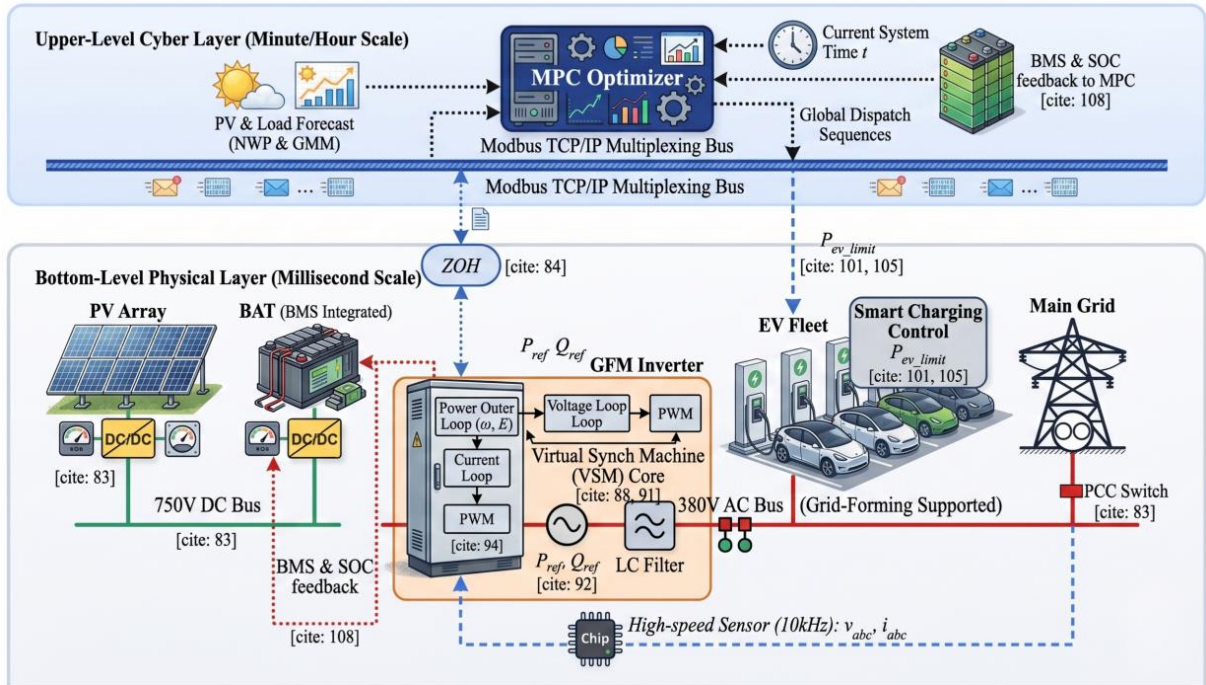 Upper-Level Cyber Layer (Minute/Hour Scale)
PV & Load Forecast
(NWP & GMM)
MPC Optimizer
Modbus TCP/IP Multiplexing Bus
Current System
Time t
Global Dispatch
Sequences
BMS & SOC
feedback to MPC
[cite: 108]
...
Modbus TCP/IP Multiplexing Bus
...
Bottom-Level Physical Layer (Millisecond Scale)
ZOH
[cite: 84]
P_ev_limit
[cite: 101, 105]
PV Array
BAT (BMS Integrated)
DC/DC
DC/DC
[cite: 83]
750V DC Bus
[cite: 83]
BMS & SOC
feedback
[cite: 108]
P_ref Q_ref
GFM Inverter
Power Outer
Loop (ω, E)
Current
Loop
PWM
[cite: 94]
Voltage Loop
Loop
PWM
Virtual Synch Machine
(VSM) Core
[cite: 88, 91]
P_ref, Q_ref
[cite: 92]
LC Filter
380V AC Bus
(Grid-Forming Supported)
EV Fleet
Smart Charging
Control
P_ev_limit
[cite: 101, 105]
Main Grid
PCC Switch
[cite: 83]
Chip
High-speed Sensor (10kHz): v_abc, i_abc